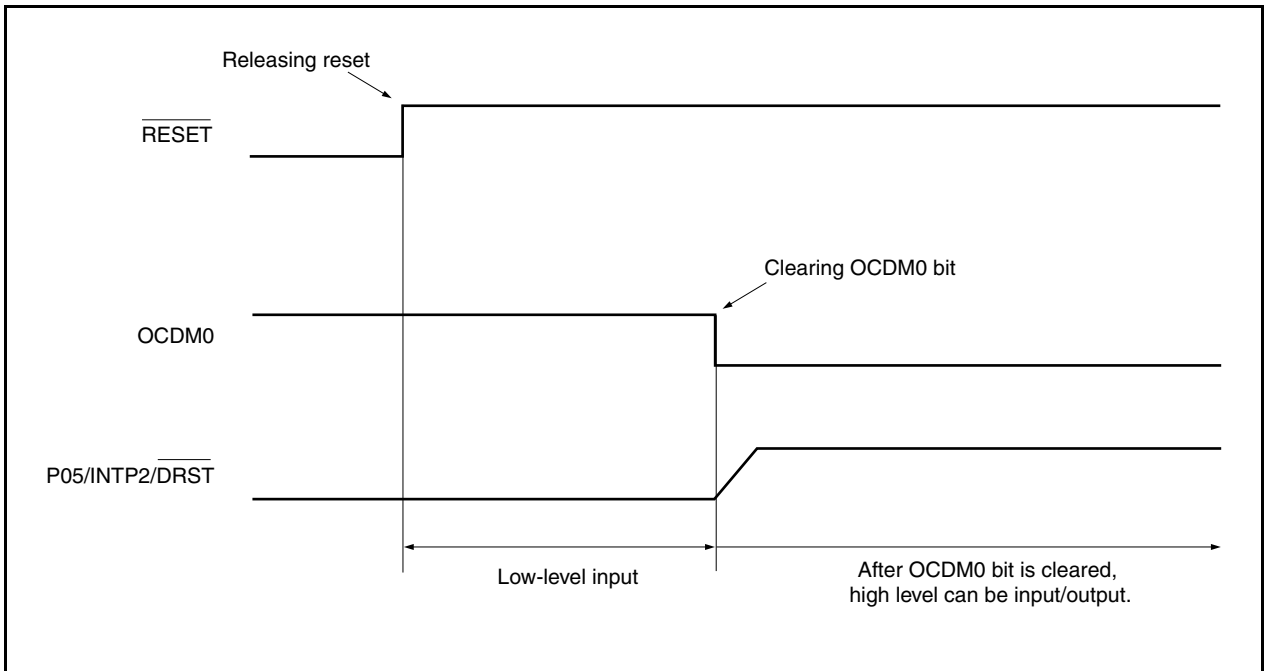 Releasing reset
RESET
Clearing OCDM0 bit
OCDM0
P05/INTP2/DRST
Low-level input
After OCDM0 bit is cleared,
high level can be input/output.